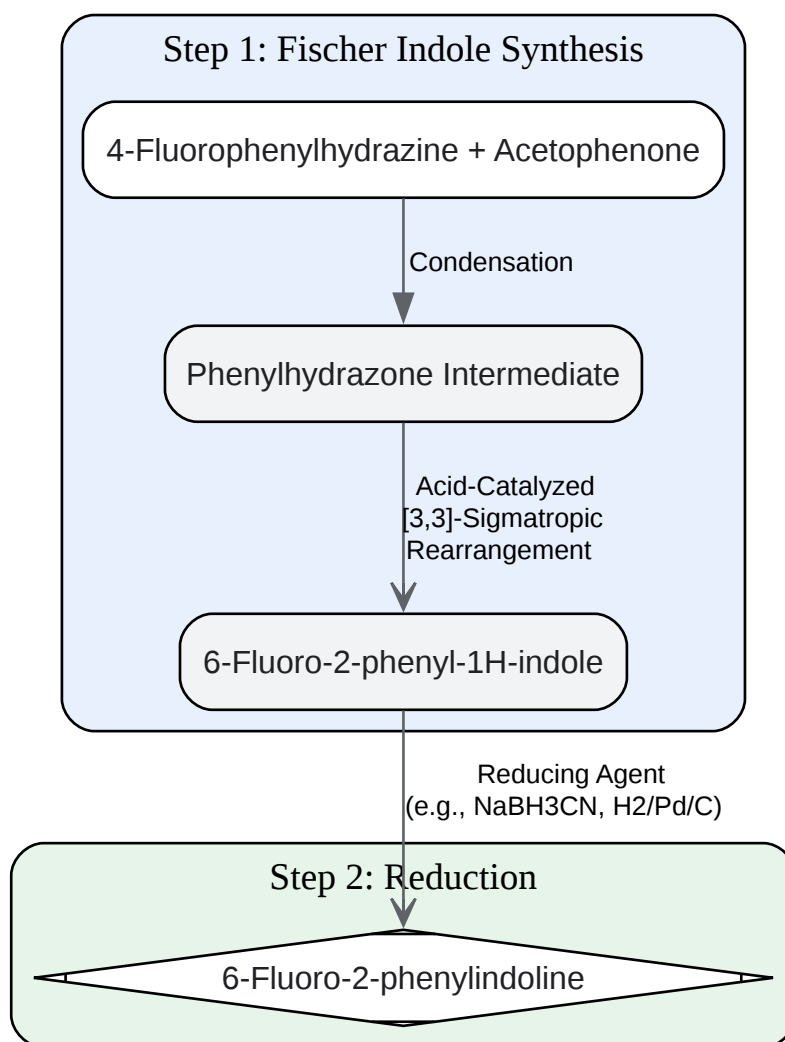 Step 1: Fischer Indole Synthesis
4-Fluorophenylhydrazine + Acetophenone
Condensation
Phenylhydrazone Intermediate
Acid-Catalyzed
[3,3]-Sigmatropic
Rearrangement
6-Fluoro-2-phenyl-1H-indole
Reducing Agent
(e.g., NaBH3CN, H2/Pd/C)
Step 2: Reduction
6-Fluoro-2-phenylindoline